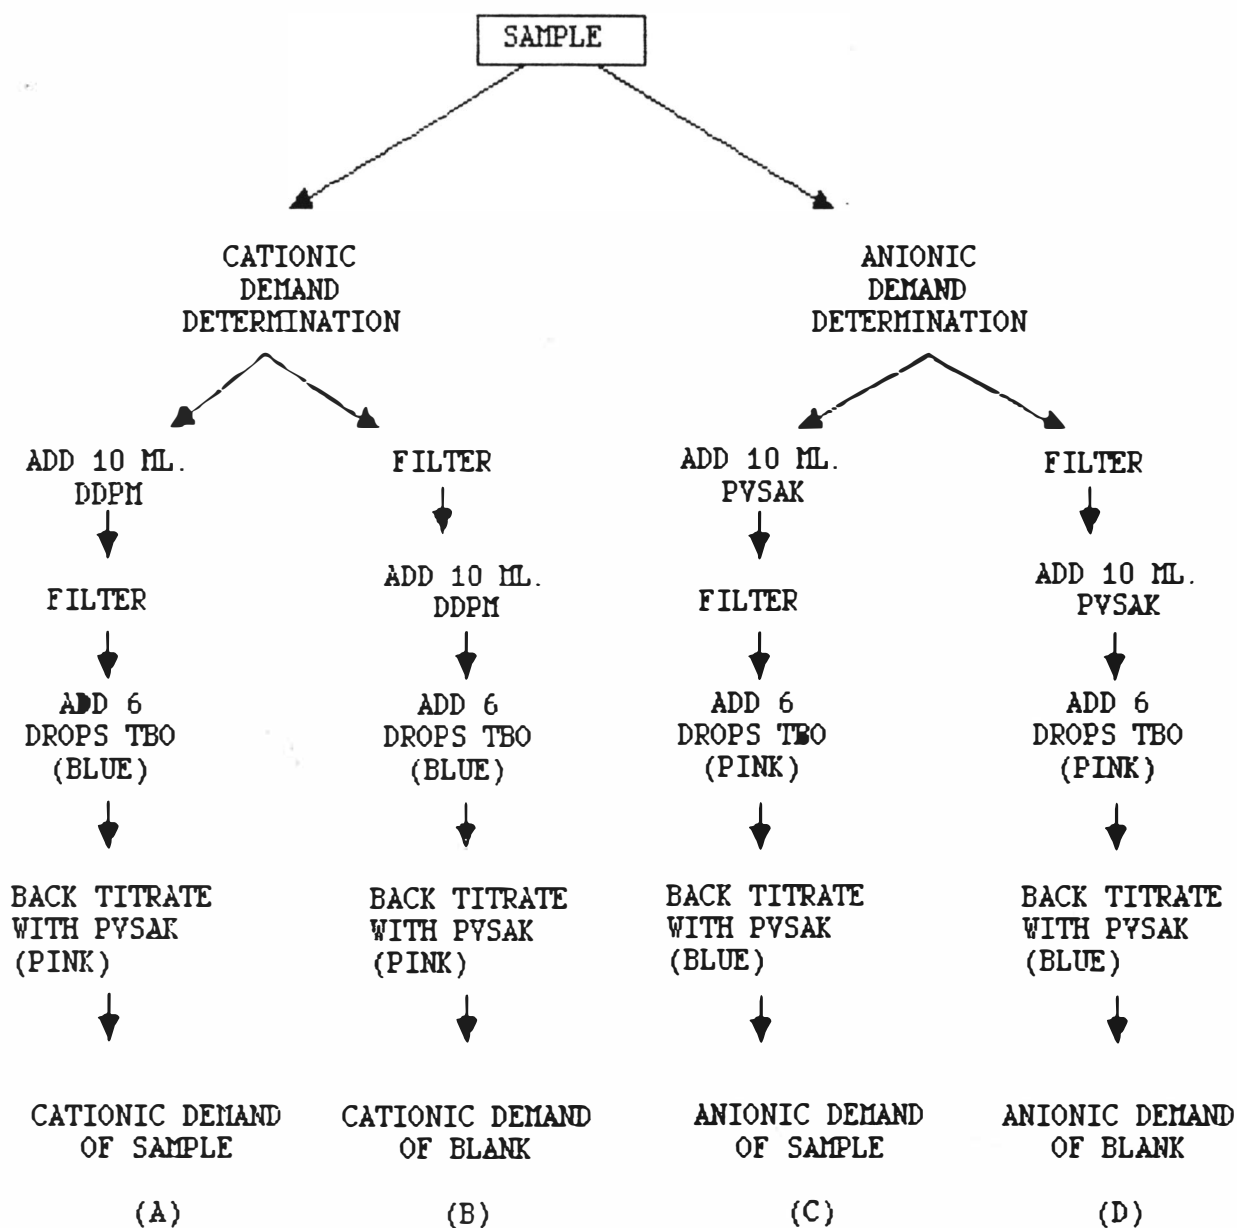 SAMPLE
CATIONIC
DEMAND
DETERMINATION
ANIONIC
DEMAND
DETERMINATION
ADD 10 ML.
DDPM
FILTER
ADD 6
DROPS TBO
(BLUE)
BACK TITRATE
WITH PVSAK
(PINK)
CATIONIC DEMAND
OF SAMPLE
(A)
FILTER
ADD 10 ML.
DDPM
ADD 6
DROPS TBO
(BLUE)
BACK TITRATE
WITH PVSAK
(PINK)
CATIONIC DEMAND
OF BLANK
(B)
ADD 10 ML.
PVSAK
FILTER
ADD 6
DROPS TBO
(PINK)
BACK TITRATE
WITH PVSAK
(BLUE)
ANIONIC DEMAND
OF SAMPLE
(C)
FILTER
ADD 10 ML.
PVSAK
ADD 6
DROPS TBO
(PINK)
BACK TITRATE
WITH PVSAK
(BLUE)
ANIONIC DEMAND
OF BLANK
(D)